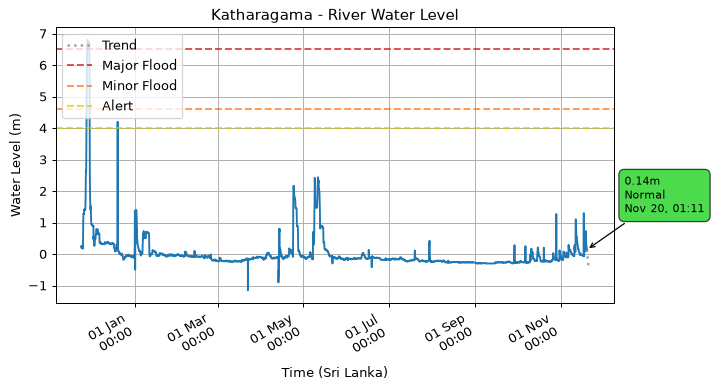 Katharagama - River Water Level
Trend
Major Flood
Minor Flood
Alert
Water Level (m)
7
6
5
4
3
2
1
0
−1
0.14m
Normal
Nov 20, 01:11
01 Jan
00:00
01 Mar
00:00
01 May
00:00
01 Jul
00:00
01 Sep
00:00
01 Nov
00:00
Time (Sri Lanka)